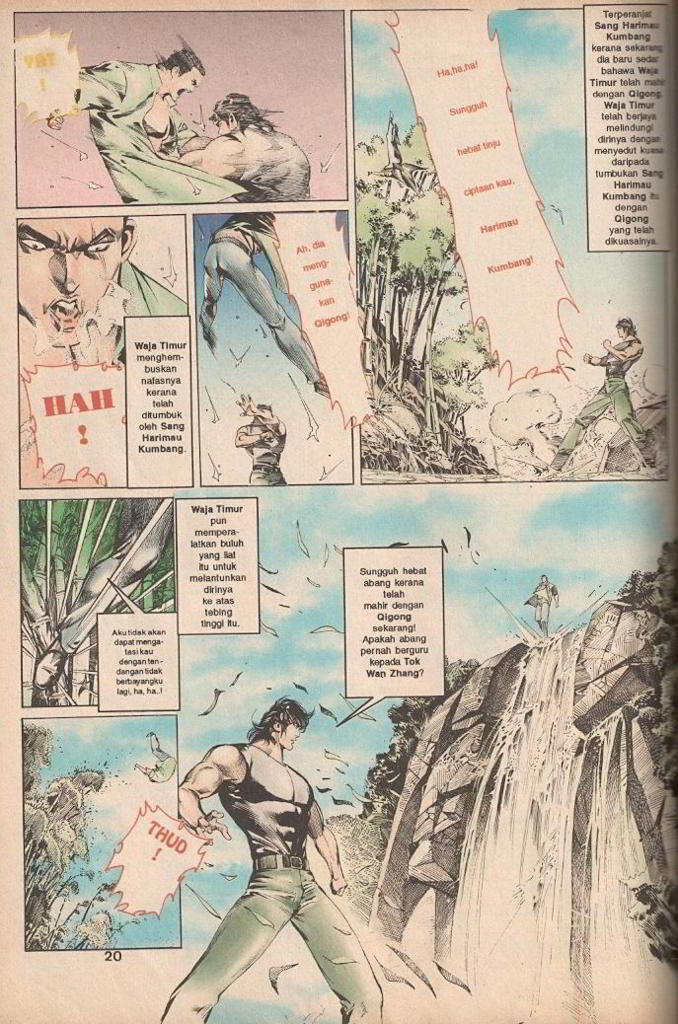 YAT
!
Ha,ha,ha!
Sungguh
hebat tinju
ciptaan kau,
Harimau
Kumbang!
Terperanjat
Sang Harimau
Kumbang
kerana sekarang
dia baru sedar
bahawa Waja
Timur telah mahir
dengan Qigong.
Waja Timur
telah berjaya
melindungi
dirinya dengan
menyedut kuasa
daripada
tumbukan Sang
Harimau
Kumbang itu
dengan
Qigong
yang telah
dikuasainya.
HAH
!
Waja Timur
menghem-
buskan
nafasnya
kerana
telah
ditumbuk
oleh Sang
Harimau
Kumbang.
Ah, dia
meng-
guna-
kan
Qigong!
Waja Timur
pun
mempera-
latkan buluh
yang liat
itu untuk
melantunkan
dirinya
ke atas
tebing
tinggi itu.
Aku tidak akan
dapat menga-
tasi kau
dengan ten-
dangan tidak
berbayangku
lagi, ha, ha..!
Sungguh hebat
abang kerana
telah
mahir dengan
Qigong
sekarang!
Apakah abang
pernah berguru
kepada Tok
Wan Zhang?
THUD
!
20